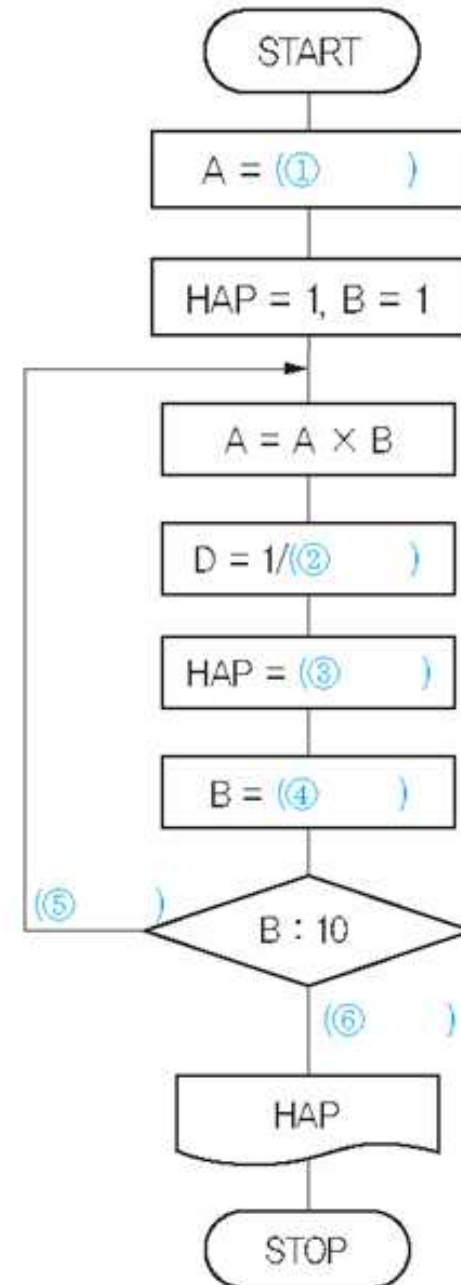 START
A = (①        )
HAP = 1, B = 1
A = A × B
D = 1/(②        )
HAP = (③        )
B = (④        )
(⑤        )
B : 10
(⑥        )
HAP
STOP